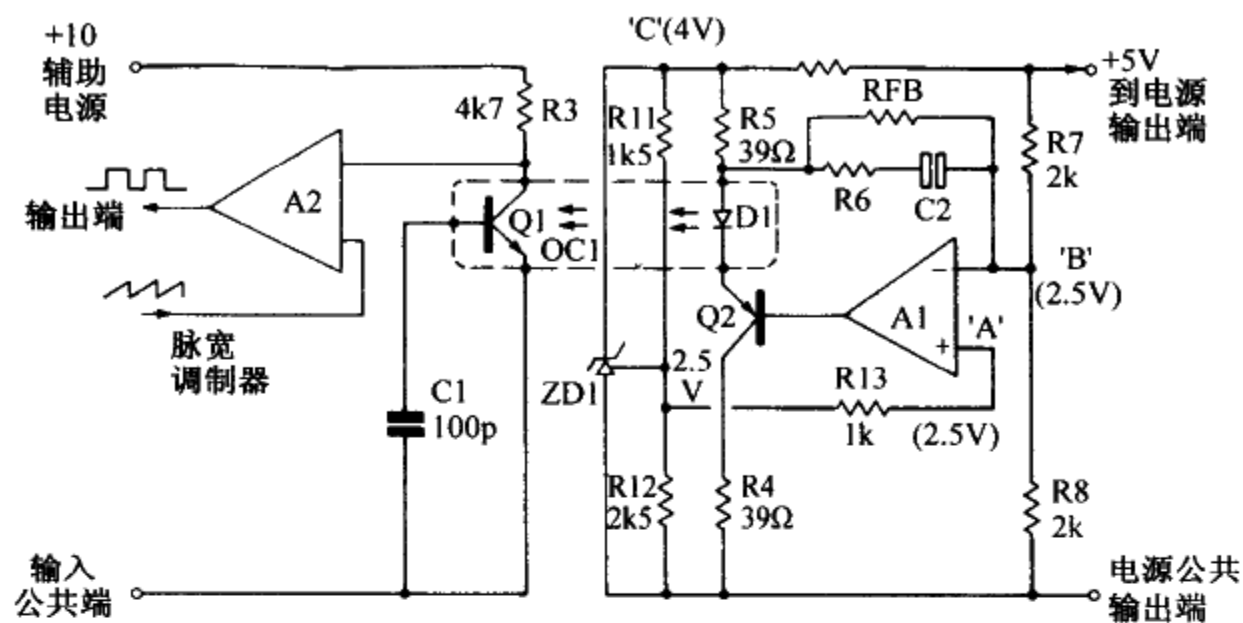 +10
辅助
电源
4k7
R3
'C'(4V)
+5V
到电源
输出端
RFB
R11
1k5
R5
39Ω
R7
2k
R6
C2
A2
输出端
Q1
OC1
D1
'B'
(2.5V)
Q2
A1
'A'
−
+
脉宽
调制器
ZD1
2.5
V
R13
1k
(2.5V)
C1
100p
R12
2k5
R4
39Ω
R8
2k
输入
公共端
电源公共
输出端